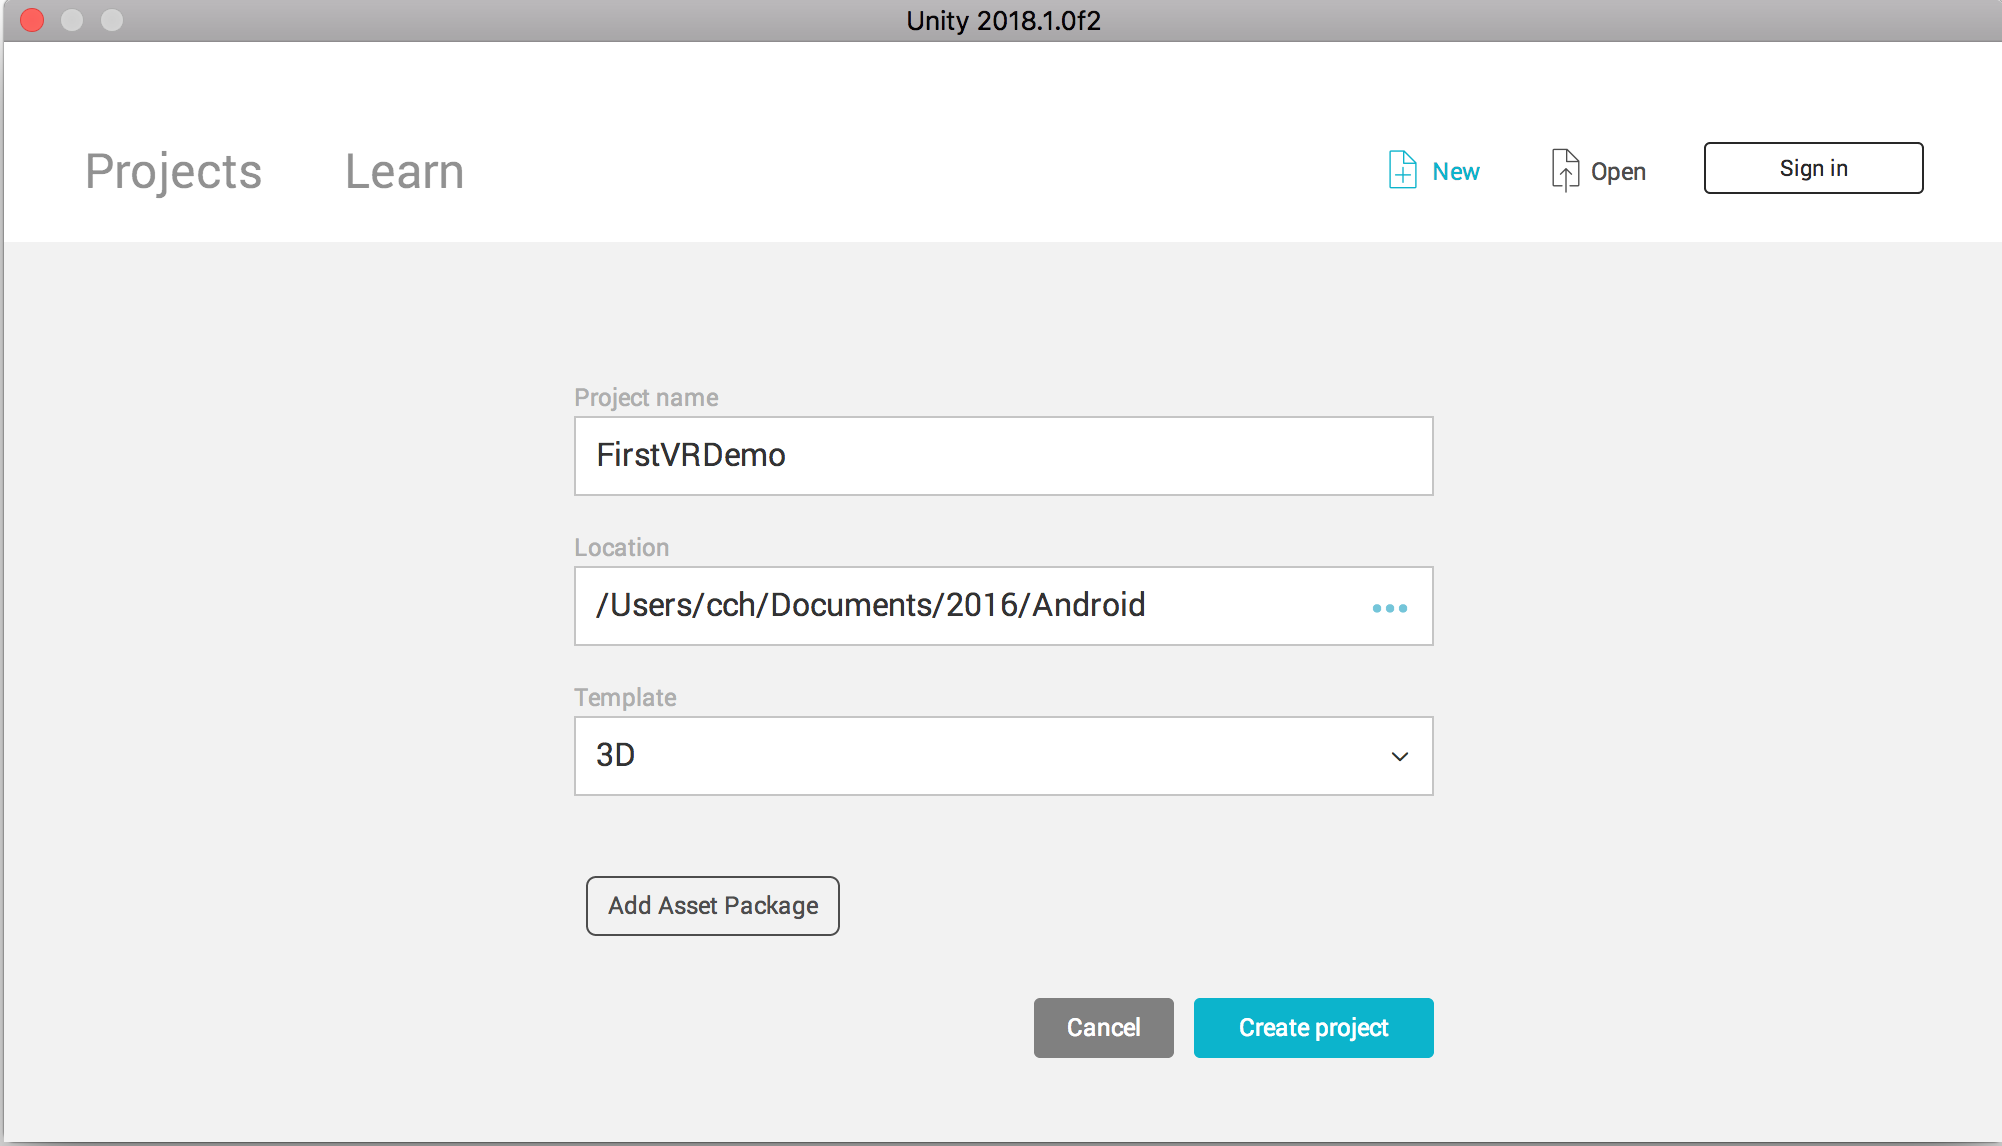 Unity 2018.1.0f2
Projects
Learn
New
Open
Sign in
Project name
FirstVRDemo
Location
/Users/cch/Documents/2016/Android
Template
3D
Add Asset Package
Cancel
Create project